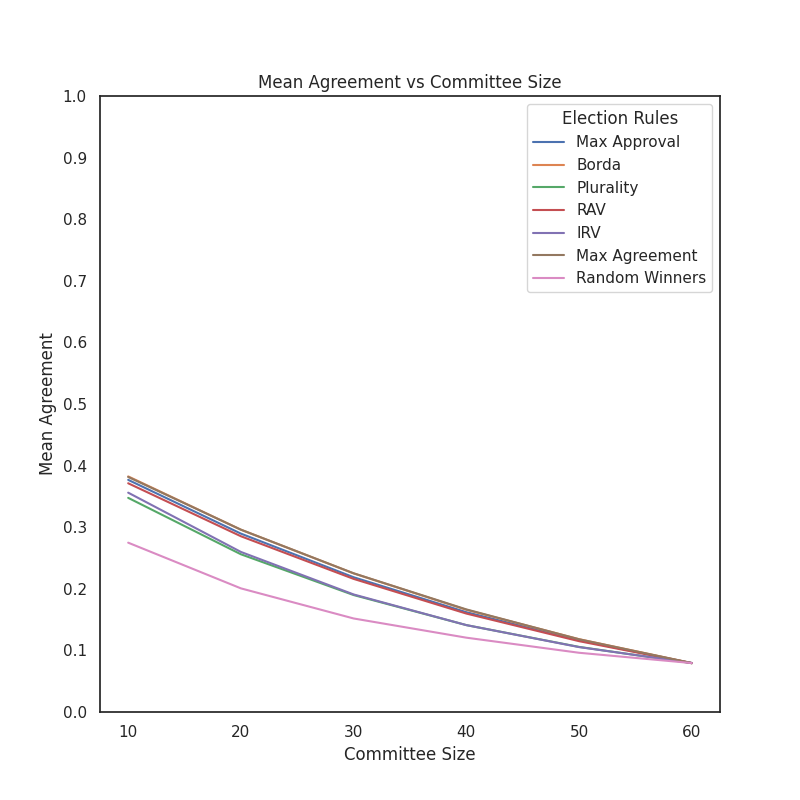 Mean Agreement vs Committee Size
1.0
0.9
0.8
0.7
0.6
0.5
0.4
0.3
0.2
0.1
0.0
Mean Agreement
Election Rules
Max Approval
Borda
Plurality
RAV
IRV
Max Agreement
Random Winners
10 20 30 40 50 60
Committee Size